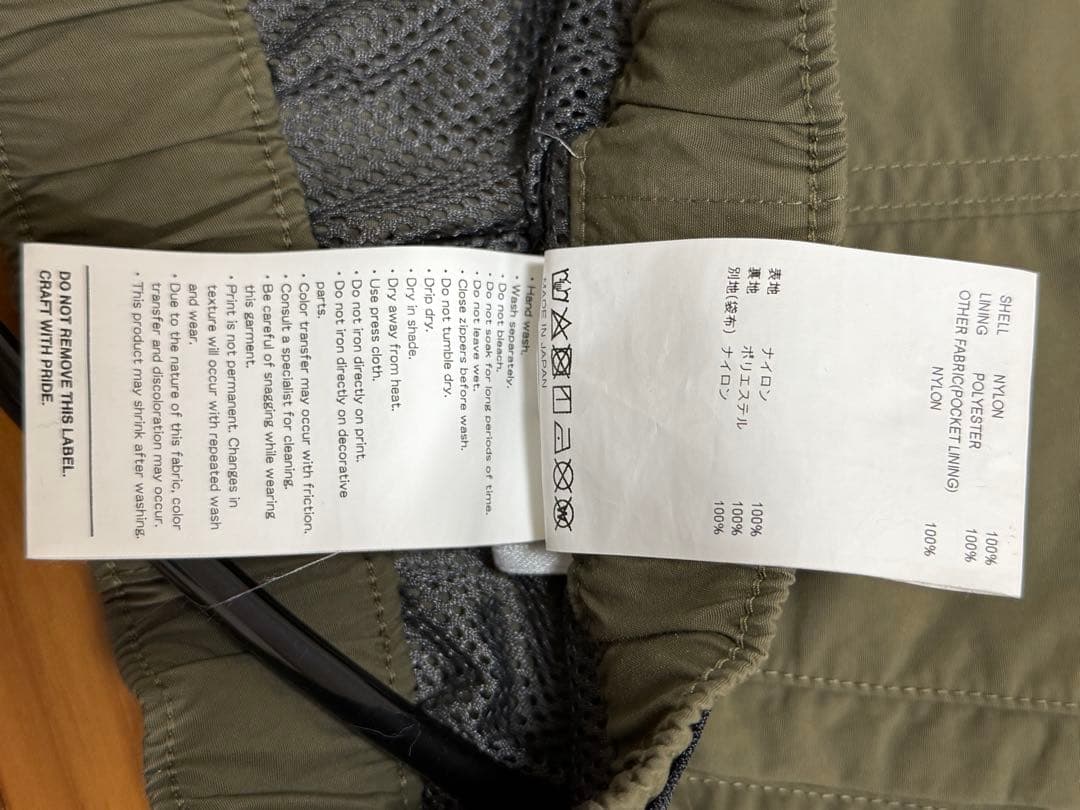 SHELL NYLON 100%
LINING POLYESTER 100%
OTHER FABRIC(POCKET LINING)
NYLON 100%
表地 ナイロン 100%
裏地 ポリエステル 100%
別地(袋布) ナイロン 100%
MADE IN JAPAN
・Hand wash.
・Wash separately.
・Do not bleach.
・Do not soak for long periods of time.
・Do not leave wet.
・Close zippers before wash.
・Do not tumble dry.
・Drip dry.
・Dry in shade.
・Dry away from heat.
・Use press cloth.
・Do not iron directly on print.
・Do not iron directly on decorative
parts.
・Color transfer may occur with friction.
・Consult a specialist for cleaning.
・Be careful of snagging while wearing
this garment.
・Print is not permanent. Changes in
texture will occur with repeated wash
and wear.
・Due to the nature of this fabric, color
transfer and discoloration may occur.
・This product may shrink after washing.
DO NOT REMOVE THIS LABEL.
CRAFT WITH PRIDE.